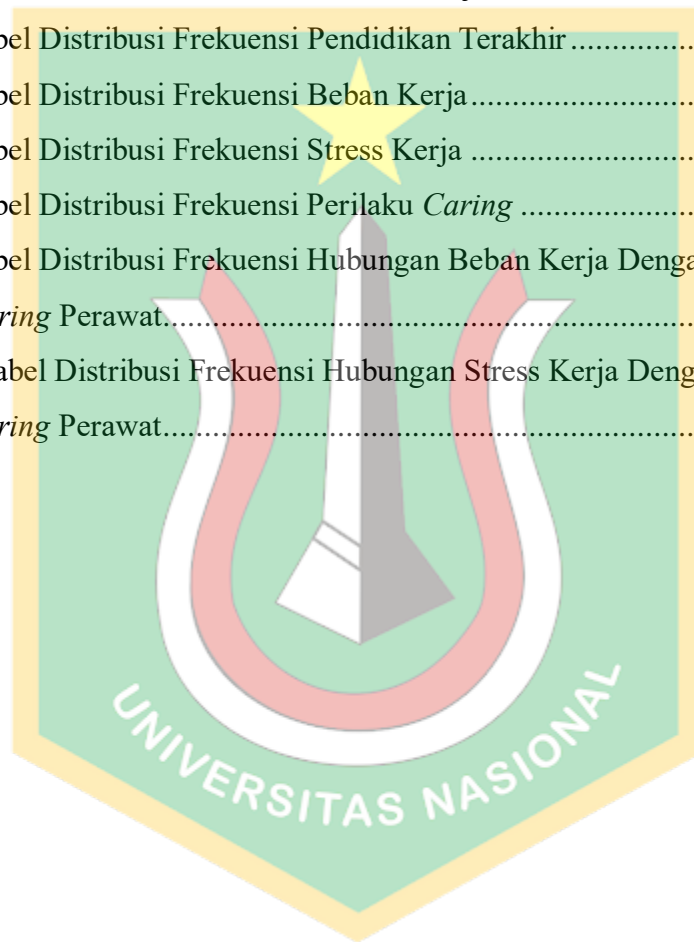 bel Distribusi Frekuensi Pendidikan Terakhir................
bel Distribusi Frekuensi Beban Kerja............................
bel Distribusi Frekuensi Stress Kerja ............................
bel Distribusi Frekuensi Perilaku Caring ......................
bel Distribusi Frekuensi Hubungan Beban Kerja Denga
ring Perawat..................................................................
abel Distribusi Frekuensi Hubungan Stress Kerja Deng
ring Perawat..................................................................
UNIVERSITAS NASIONAL